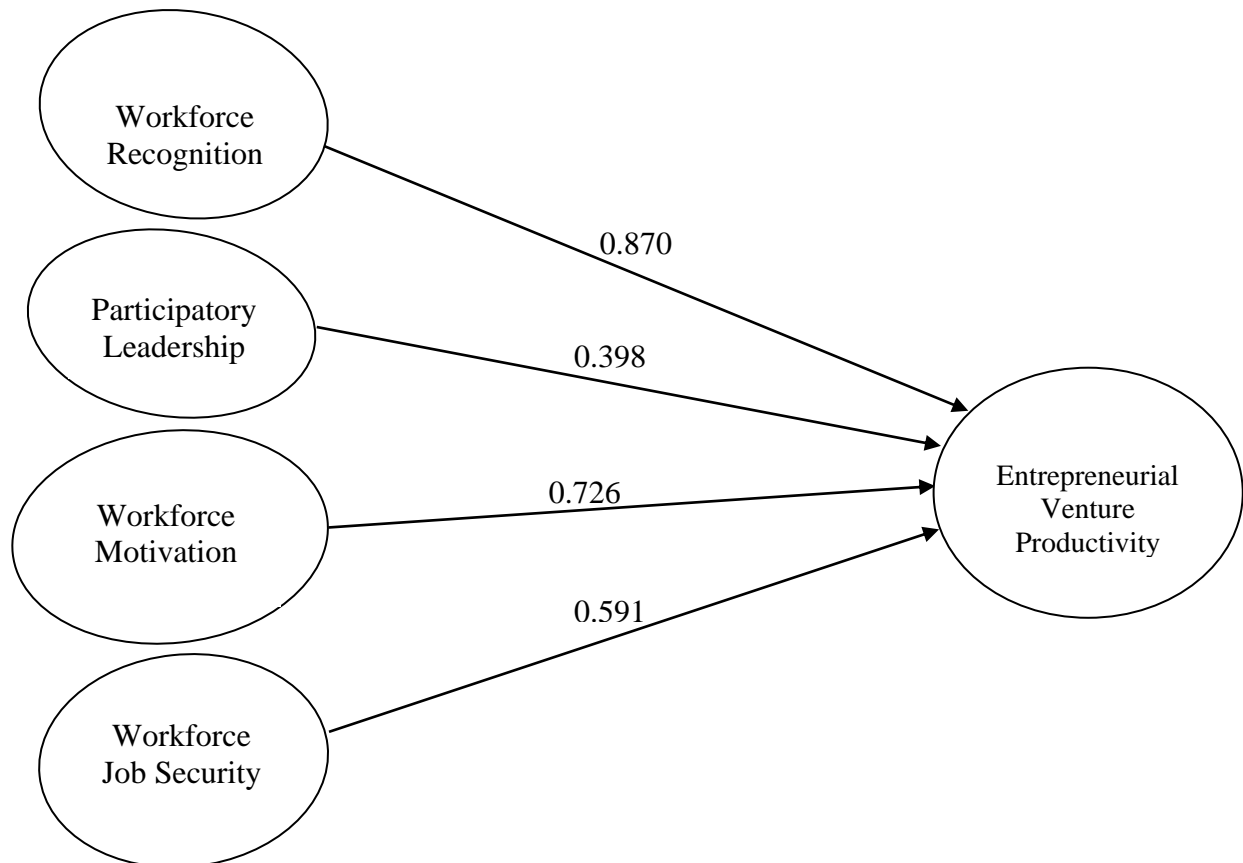 Workforce
Recognition
0.870
Participatory
Leadership
0.398
Workforce
Motivation
0.726
Entrepreneurial
Venture
Productivity
0.591
Workforce
Job Security